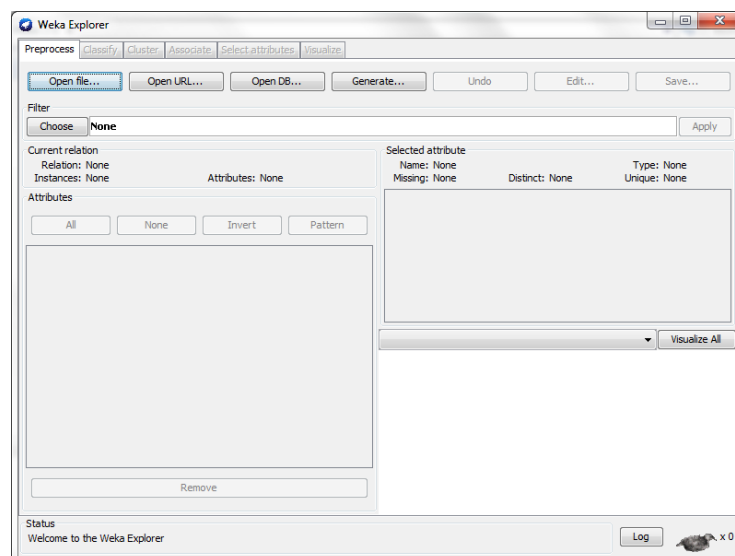 Weka Explorer
Preprocess Classify Cluster Associate Select attributes Visualize
Open file... Open URL... Open DB... Generate... Undo Edit... Save...
Filter
Choose None Apply
Current relation
Relation: None
Instances: None Attributes: None
Selected attribute
Name: None Type: None
Missing: None Distinct: None Unique: None
Attributes
All None Invert Pattern
Visualize All
Remove
Status
Welcome to the Weka Explorer
Log x 0